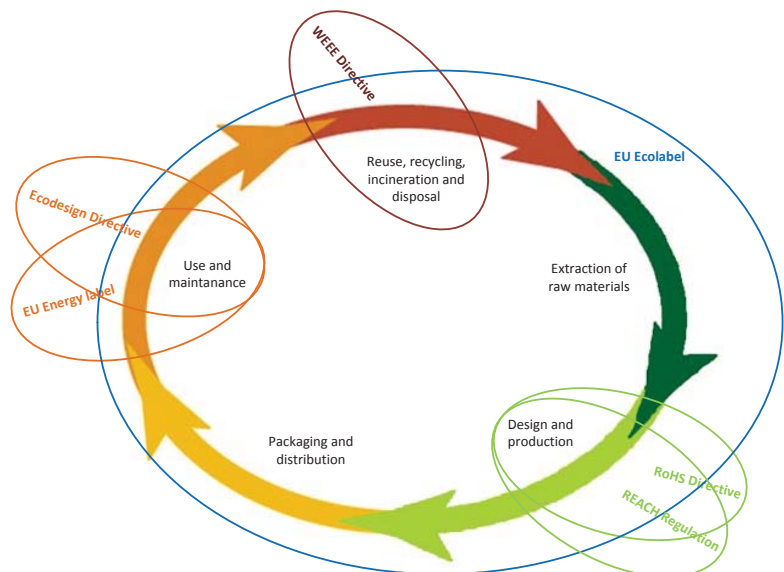 WEEE Directive
Reuse, recycling,
incineration and
disposal
EU Ecolabel
Ecodesign Directive
EU Energy label
Use and
maintanance
Extraction of
raw materials
Packaging and
distribution
Design and
production
RoHS Directive
REACH Regulation